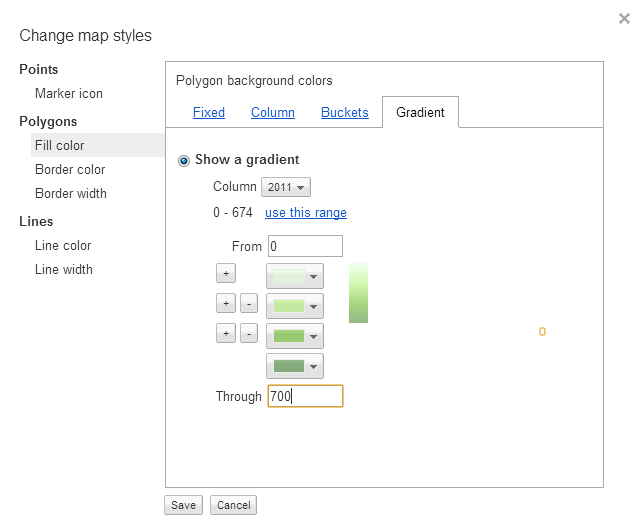 Change map styles
Points
Marker icon
Polygons
Fill color
Border color
Border width
Lines
Line color
Line width
Polygon background colors
Fixed Column Buckets Gradient
Show a gradient
Column 2011
0 - 674 use this range
From 0
+
+ -
+ -
Through 700
0
Save Cancel